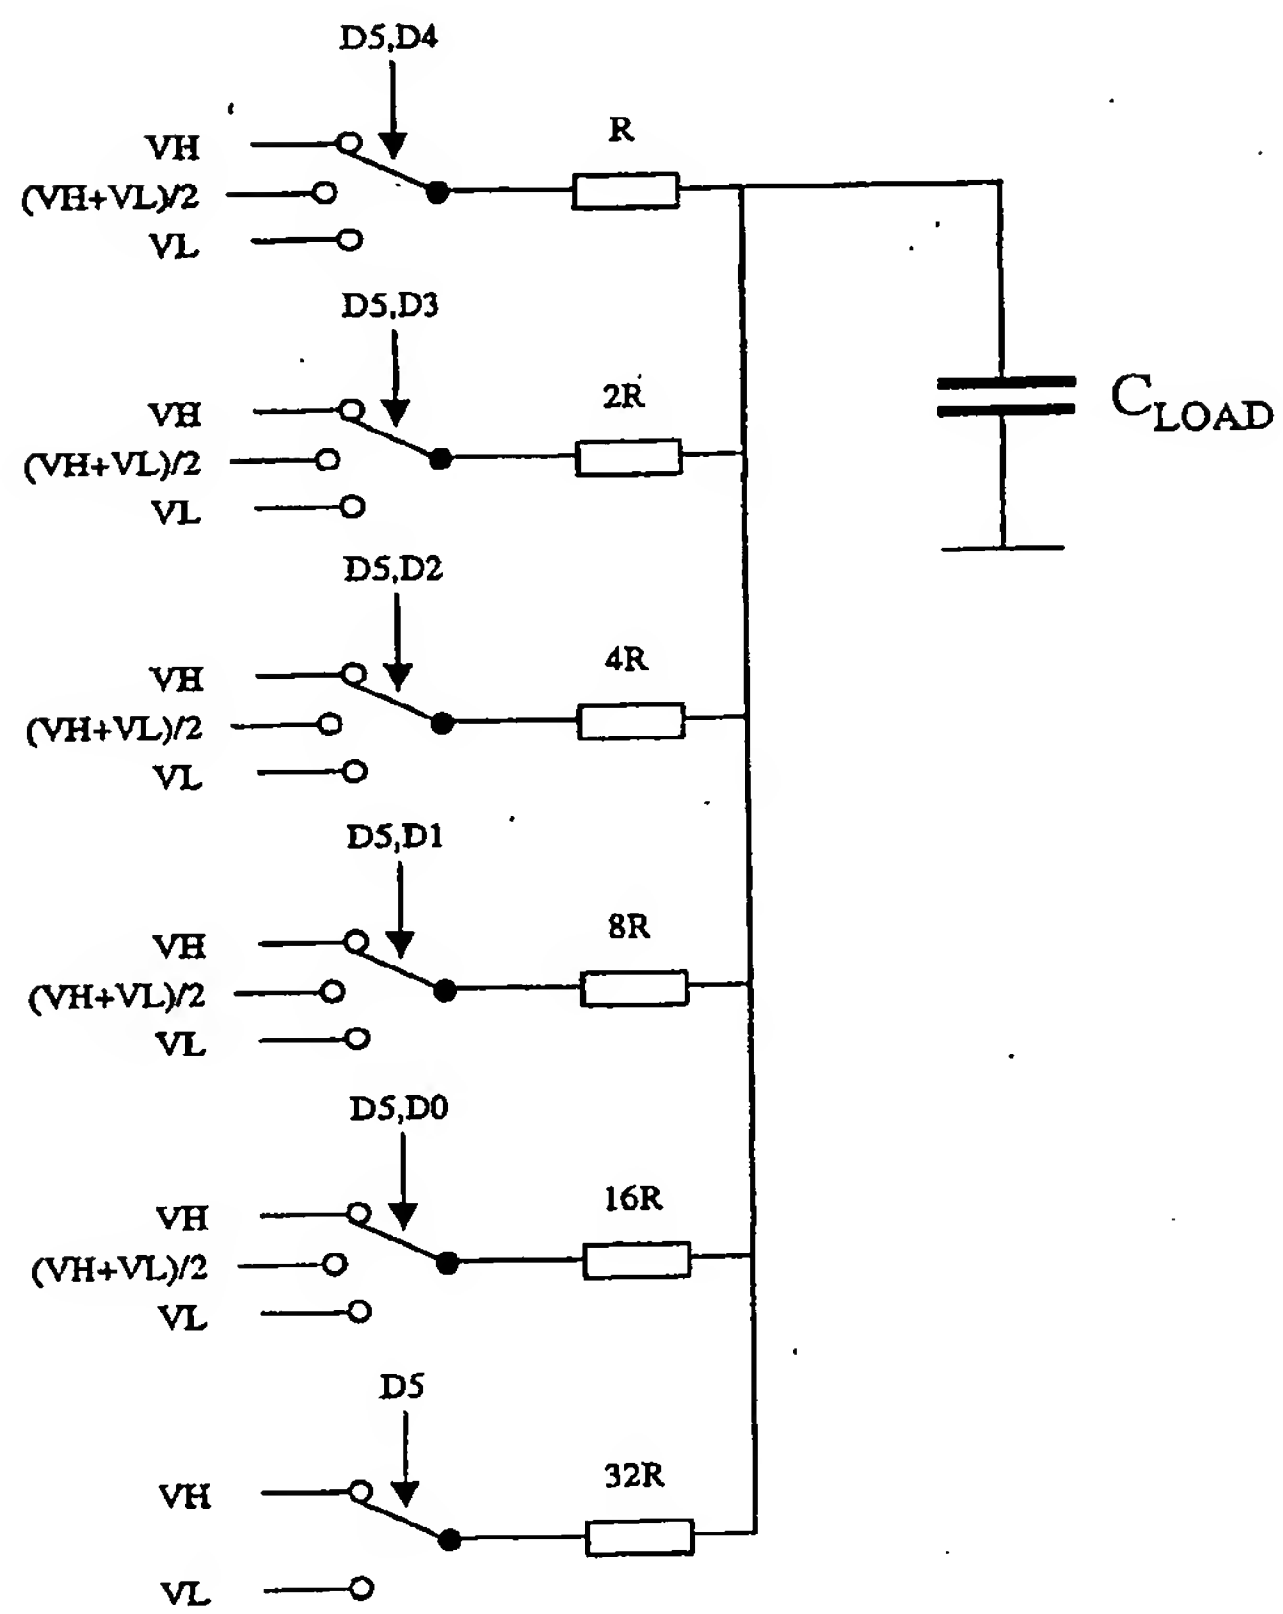 D5,D4
R
VH
(VH+VL)/2
VL
D5,D3
2R
VH
(VH+VL)/2
VL
C_LOAD
D5,D2
4R
VH
(VH+VL)/2
VL
D5,D1
8R
VH
(VH+VL)/2
VL
D5,D0
16R
VH
(VH+VL)/2
VL
D5
32R
VH
VL